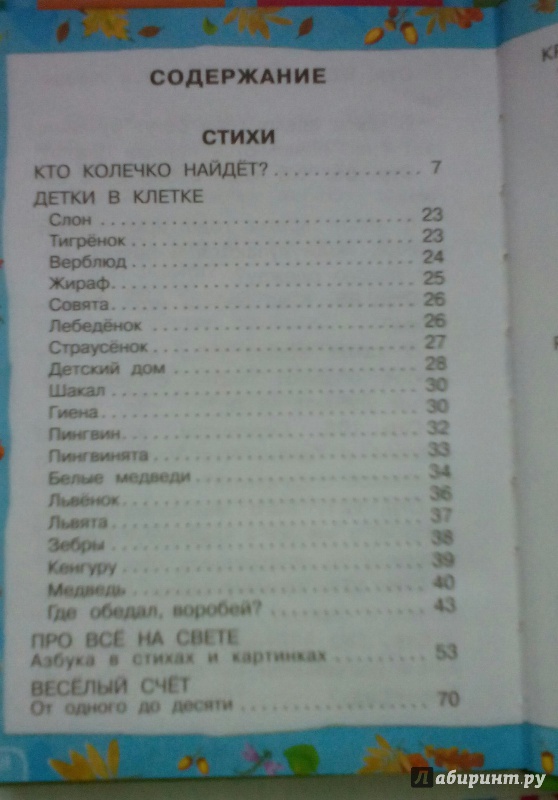 СОДЕРЖАНИЕ
СТИХИ
КТО КОЛЕЧКО НАЙДЁТ? ............... 7
ДЕТКИ В КЛЕТКЕ
Слон ............................ 23
Тигрёнок ........................ 23
Верблюд ......................... 24
Жираф ........................... 25
Совята .......................... 26
Лебедёнок ....................... 26
Страусёнок ...................... 27
Детский дом ..................... 28
Шакал ........................... 30
Гиена ........................... 30
Пингвин ......................... 32
Пингвинята ...................... 33
Белые медведи ................... 34
Львёнок ......................... 36
Львята .......................... 37
Зебры ........................... 38
Кенгуру ......................... 39
Медведь ......................... 40
Где обедал, воробей? ............ 43
ПРО ВСЁ НА СВЕТЕ
Азбука в стихах и картинках ......... 53
ВЕСЁЛЫЙ СЧЁТ
От одного до десяти ................ 70
Лабиринт.ру